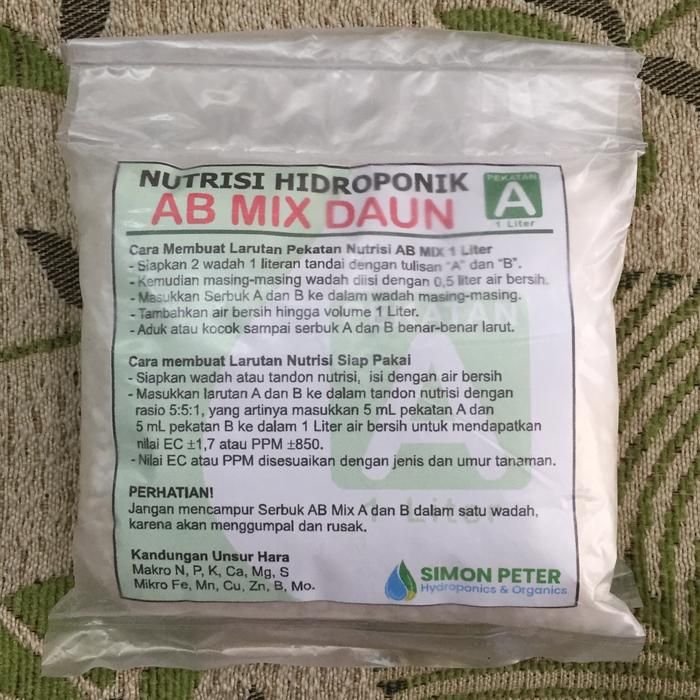 NUTRISI HIDROPONIK
AB MIX DAUN
PEKATAN
A
1 Liter
Cara Membuat Larutan Pekatan Nutrisi AB MIX 1 Liter
- Siapkan 2 wadah 1 literan tandai dengan tulisan "A" dan "B".
- Kemudian masing-masing wadah diisi dengan 0,5 liter air bersih.
- Masukkan Serbuk A dan B ke dalam wadah masing-masing.
- Tambahkan air bersih hingga volume 1 Liter.
- Aduk atau kocok sampai serbuk A dan B benar-benar larut.
Cara membuat Larutan Nutrisi Siap Pakai
- Siapkan wadah atau tandon nutrisi, isi dengan air bersih
- Masukkan larutan A dan B ke dalam tandon nutrisi dengan
rasio 5:5:1, yang artinya masukkan 5 mL pekatan A dan
5 mL pekatan B ke dalam 1 Liter air bersih untuk mendapatkan
nilai EC ±1,7 atau PPM ±850.
- Nilai EC atau PPM disesuaikan dengan jenis dan umur tanaman.
PERHATIAN!
Jangan mencampur Serbuk AB Mix A dan B dalam satu wadah,
karena akan menggumpal dan rusak.
Kandungan Unsur Hara
Makro N, P, K, Ca, Mg, S
Mikro Fe, Mn, Cu, Zn, B, Mo.
PEKATAN
A
1 Liter
SIMON PETER
Hydroponics & Organics